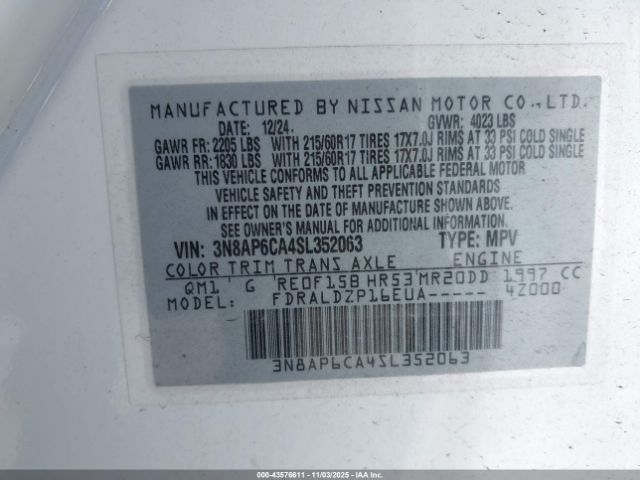 MANUFACTURED BY NISSAN MOTOR CO., LTD.
DATE: 12/24. GVWR: 4023 LBS
GAWR FR: 2205 LBS WITH 215/60R17 TIRES 17X7.0J RIMS AT 33 PSI COLD SINGLE
GAWR RR: 1830 LBS WITH 215/60R17 TIRES 17X7.0J RIMS AT 33 PSI COLD SINGLE
THIS VEHICLE CONFORMS TO ALL APPLICABLE FEDERAL MOTOR
VEHICLE SAFETY AND THEFT PREVENTION STANDARDS
IN EFFECT ON THE DATE OF MANUFACTURE SHOWN ABOVE.
SEE OWNER'S MANUAL FOR ADDITIONAL INFORMATION
VIN: 3N8AP6CA4SL352063 TYPE: MPV
COLOR TRIM TRANS AXLE ENGINE
QM1 G RE0F15B HR53 MR20DD 1997 CC
MODEL: FDRALDZP16EUA----- 4Z000
3N8AP6CA4SL352063
000-43576611 - 11/03/2025 - IAAI.COM